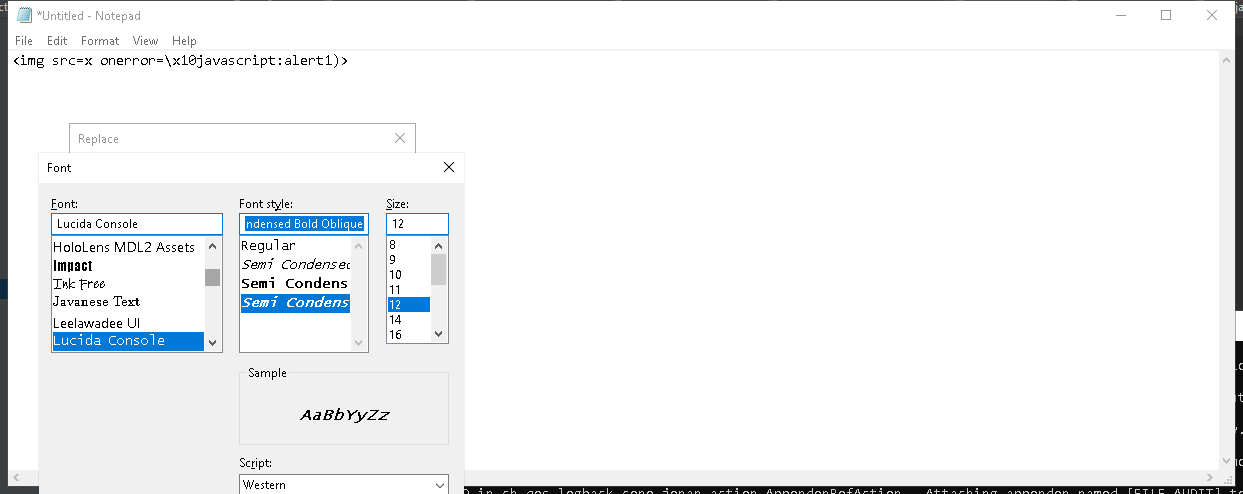 *Untitled - Notepad
File Edit Format View Help
<img src=x onerror=\x10javascript:alert1)>
Replace
Font
Font:
Font style:
Size:
Lucida Console
ndensed Bold Oblique
12
HoloLens MDL2 Assets
Impact
Ink Free
Javanese Text
Leelawadee UI
Lucida Console
Regular
Semi Condensed
Semi Condens
Semi Condens
8
9
10
11
12
14
16
Sample
AaBbYyZz
Script:
Western
in ch.qos.logback.core.joran.action.AppenderRefAction - Attaching appender named [FILE_AUDIT] t